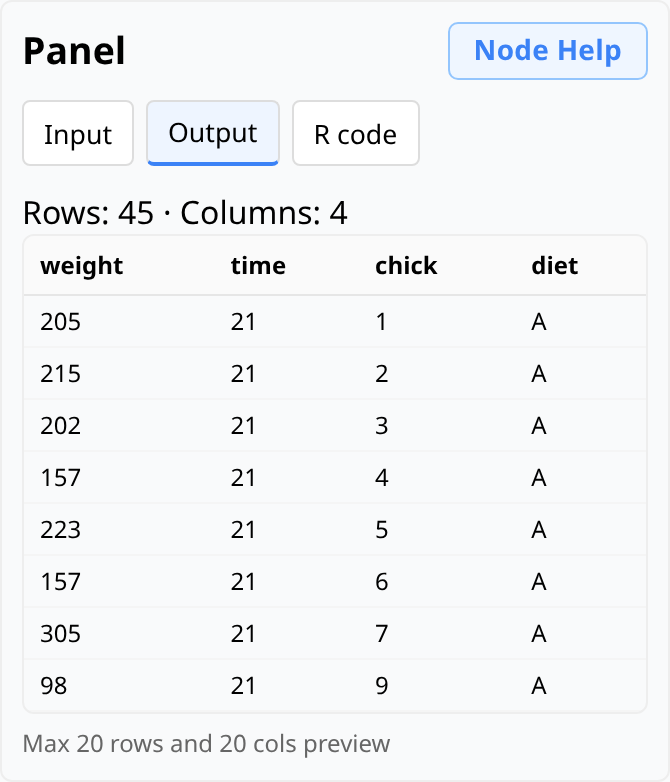 Panel Node Help
Input Output R code
Rows: 45 · Columns: 4
weight time chick diet
205 21 1 A
215 21 2 A
202 21 3 A
157 21 4 A
223 21 5 A
157 21 6 A
305 21 7 A
98 21 9 A
Max 20 rows and 20 cols preview